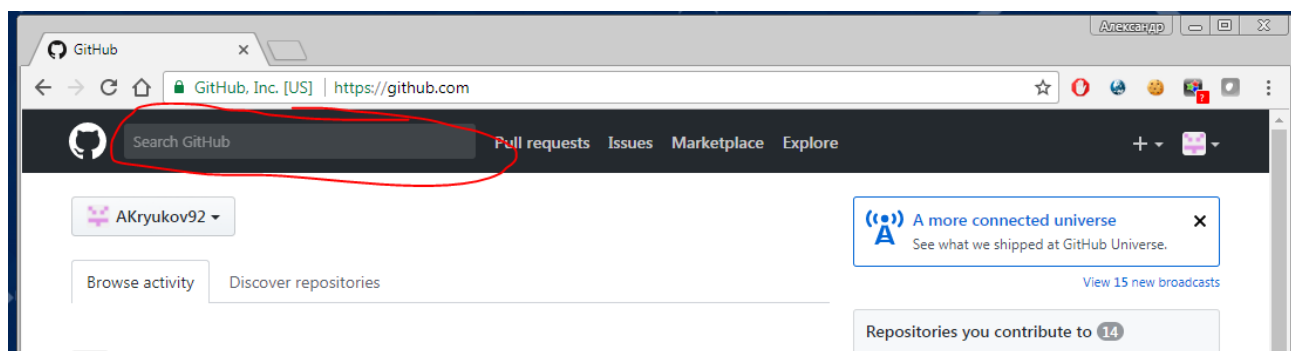 Александр
GitHub
GitHub, Inc. [US] | https://github.com
?
Search GitHub
Pull requests Issues Marketplace Explore
AKryukov92
A more connected universe
See what we shipped at GitHub Universe.
Browse activity Discover repositories
View 15 new broadcasts
Repositories you contribute to 14